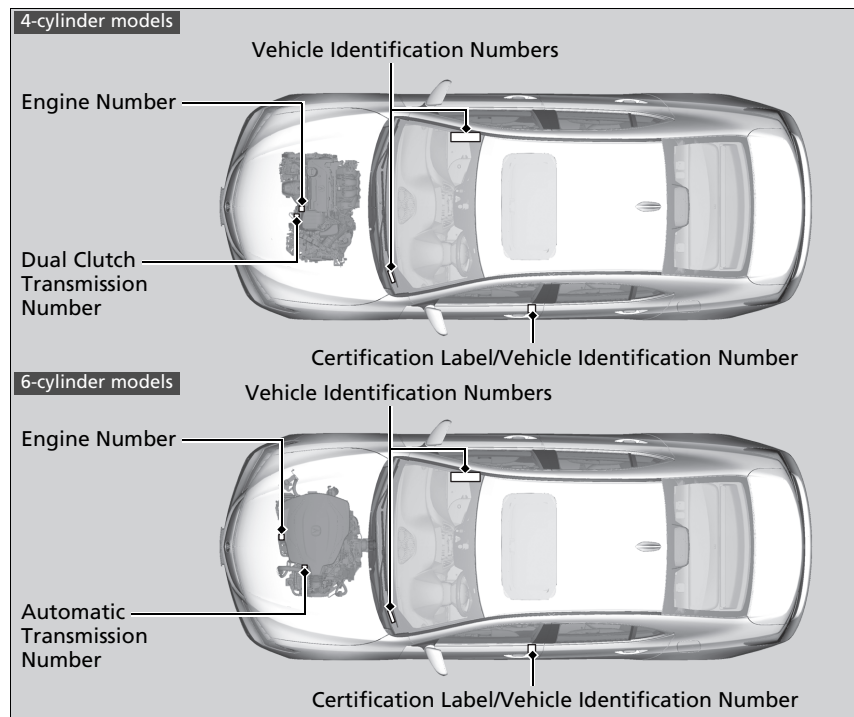 4-cylinder models
Vehicle Identification Numbers
Engine Number
Dual Clutch
Transmission
Number
Certification Label/Vehicle Identification Number
6-cylinder models
Vehicle Identification Numbers
Engine Number
Automatic
Transmission
Number
Certification Label/Vehicle Identification Number